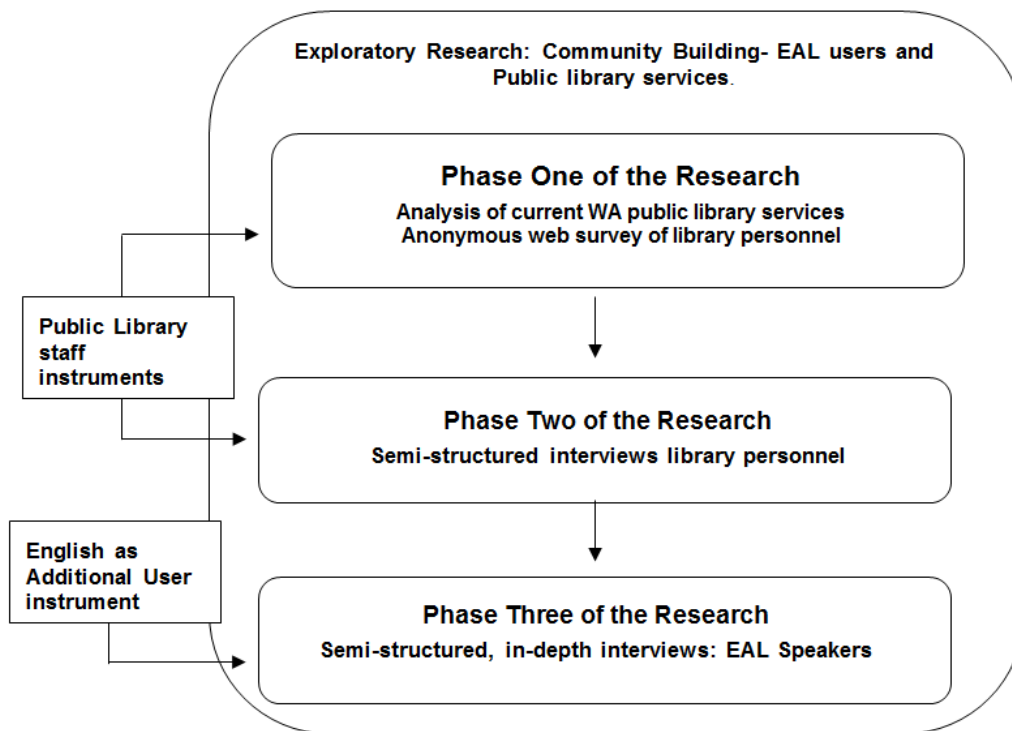 Exploratory Research: Community Building- EAL users and
Public library services.
Phase One of the Research
Analysis of current WA public library services
Anonymous web survey of library personnel
Public Library
staff
instruments
Phase Two of the Research
Semi-structured interviews library personnel
English as
Additional User
instrument
Phase Three of the Research
Semi-structured, in-depth interviews: EAL Speakers